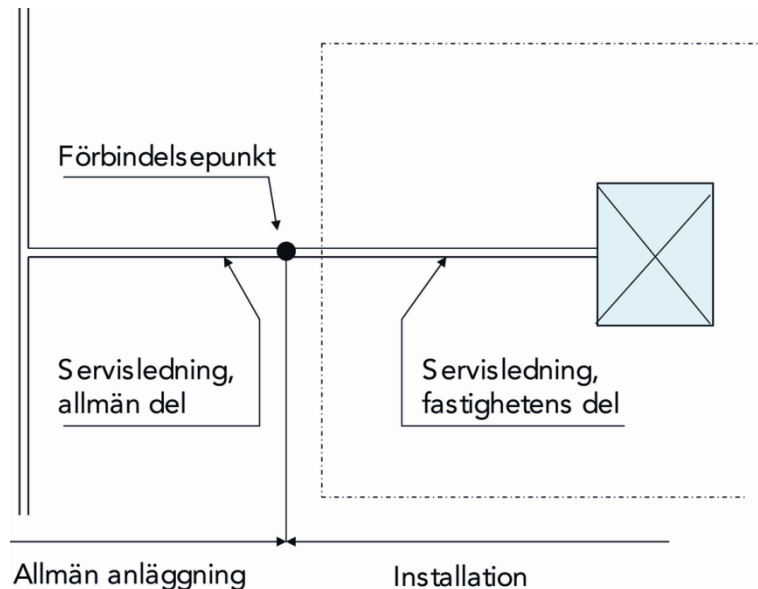 Förbindelsepunkt
Servisledning,
allmän del
Servisledning,
fastighetens del
Allmän anläggning
Installation